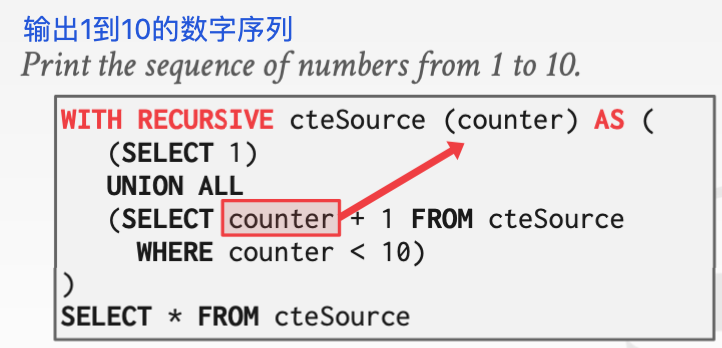 输出1到10的数字序列
Print the sequence of numbers from 1 to 10.
WITH RECURSIVE cteSource (counter) AS (
(SELECT 1)
UNION ALL
(SELECT counter + 1 FROM cteSource
WHERE counter < 10)
)
SELECT * FROM cteSource